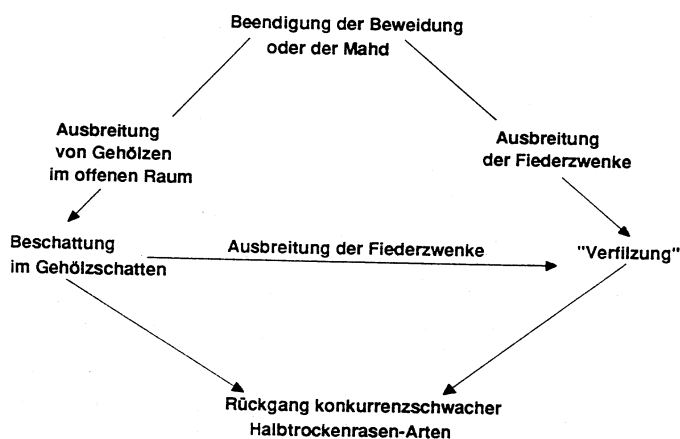 Beendigung der Beweidung
oder der Mahd
Ausbreitung
von Gehölzen
im offenen Raum
Ausbreitung
der Fiederzwenke
Beschattung
im Gehölzschatten
Ausbreitung der Fiederzwenke
"Verfilzung"
Rückgang konkurrenzschwacher
Halbtrockenrasen-Arten